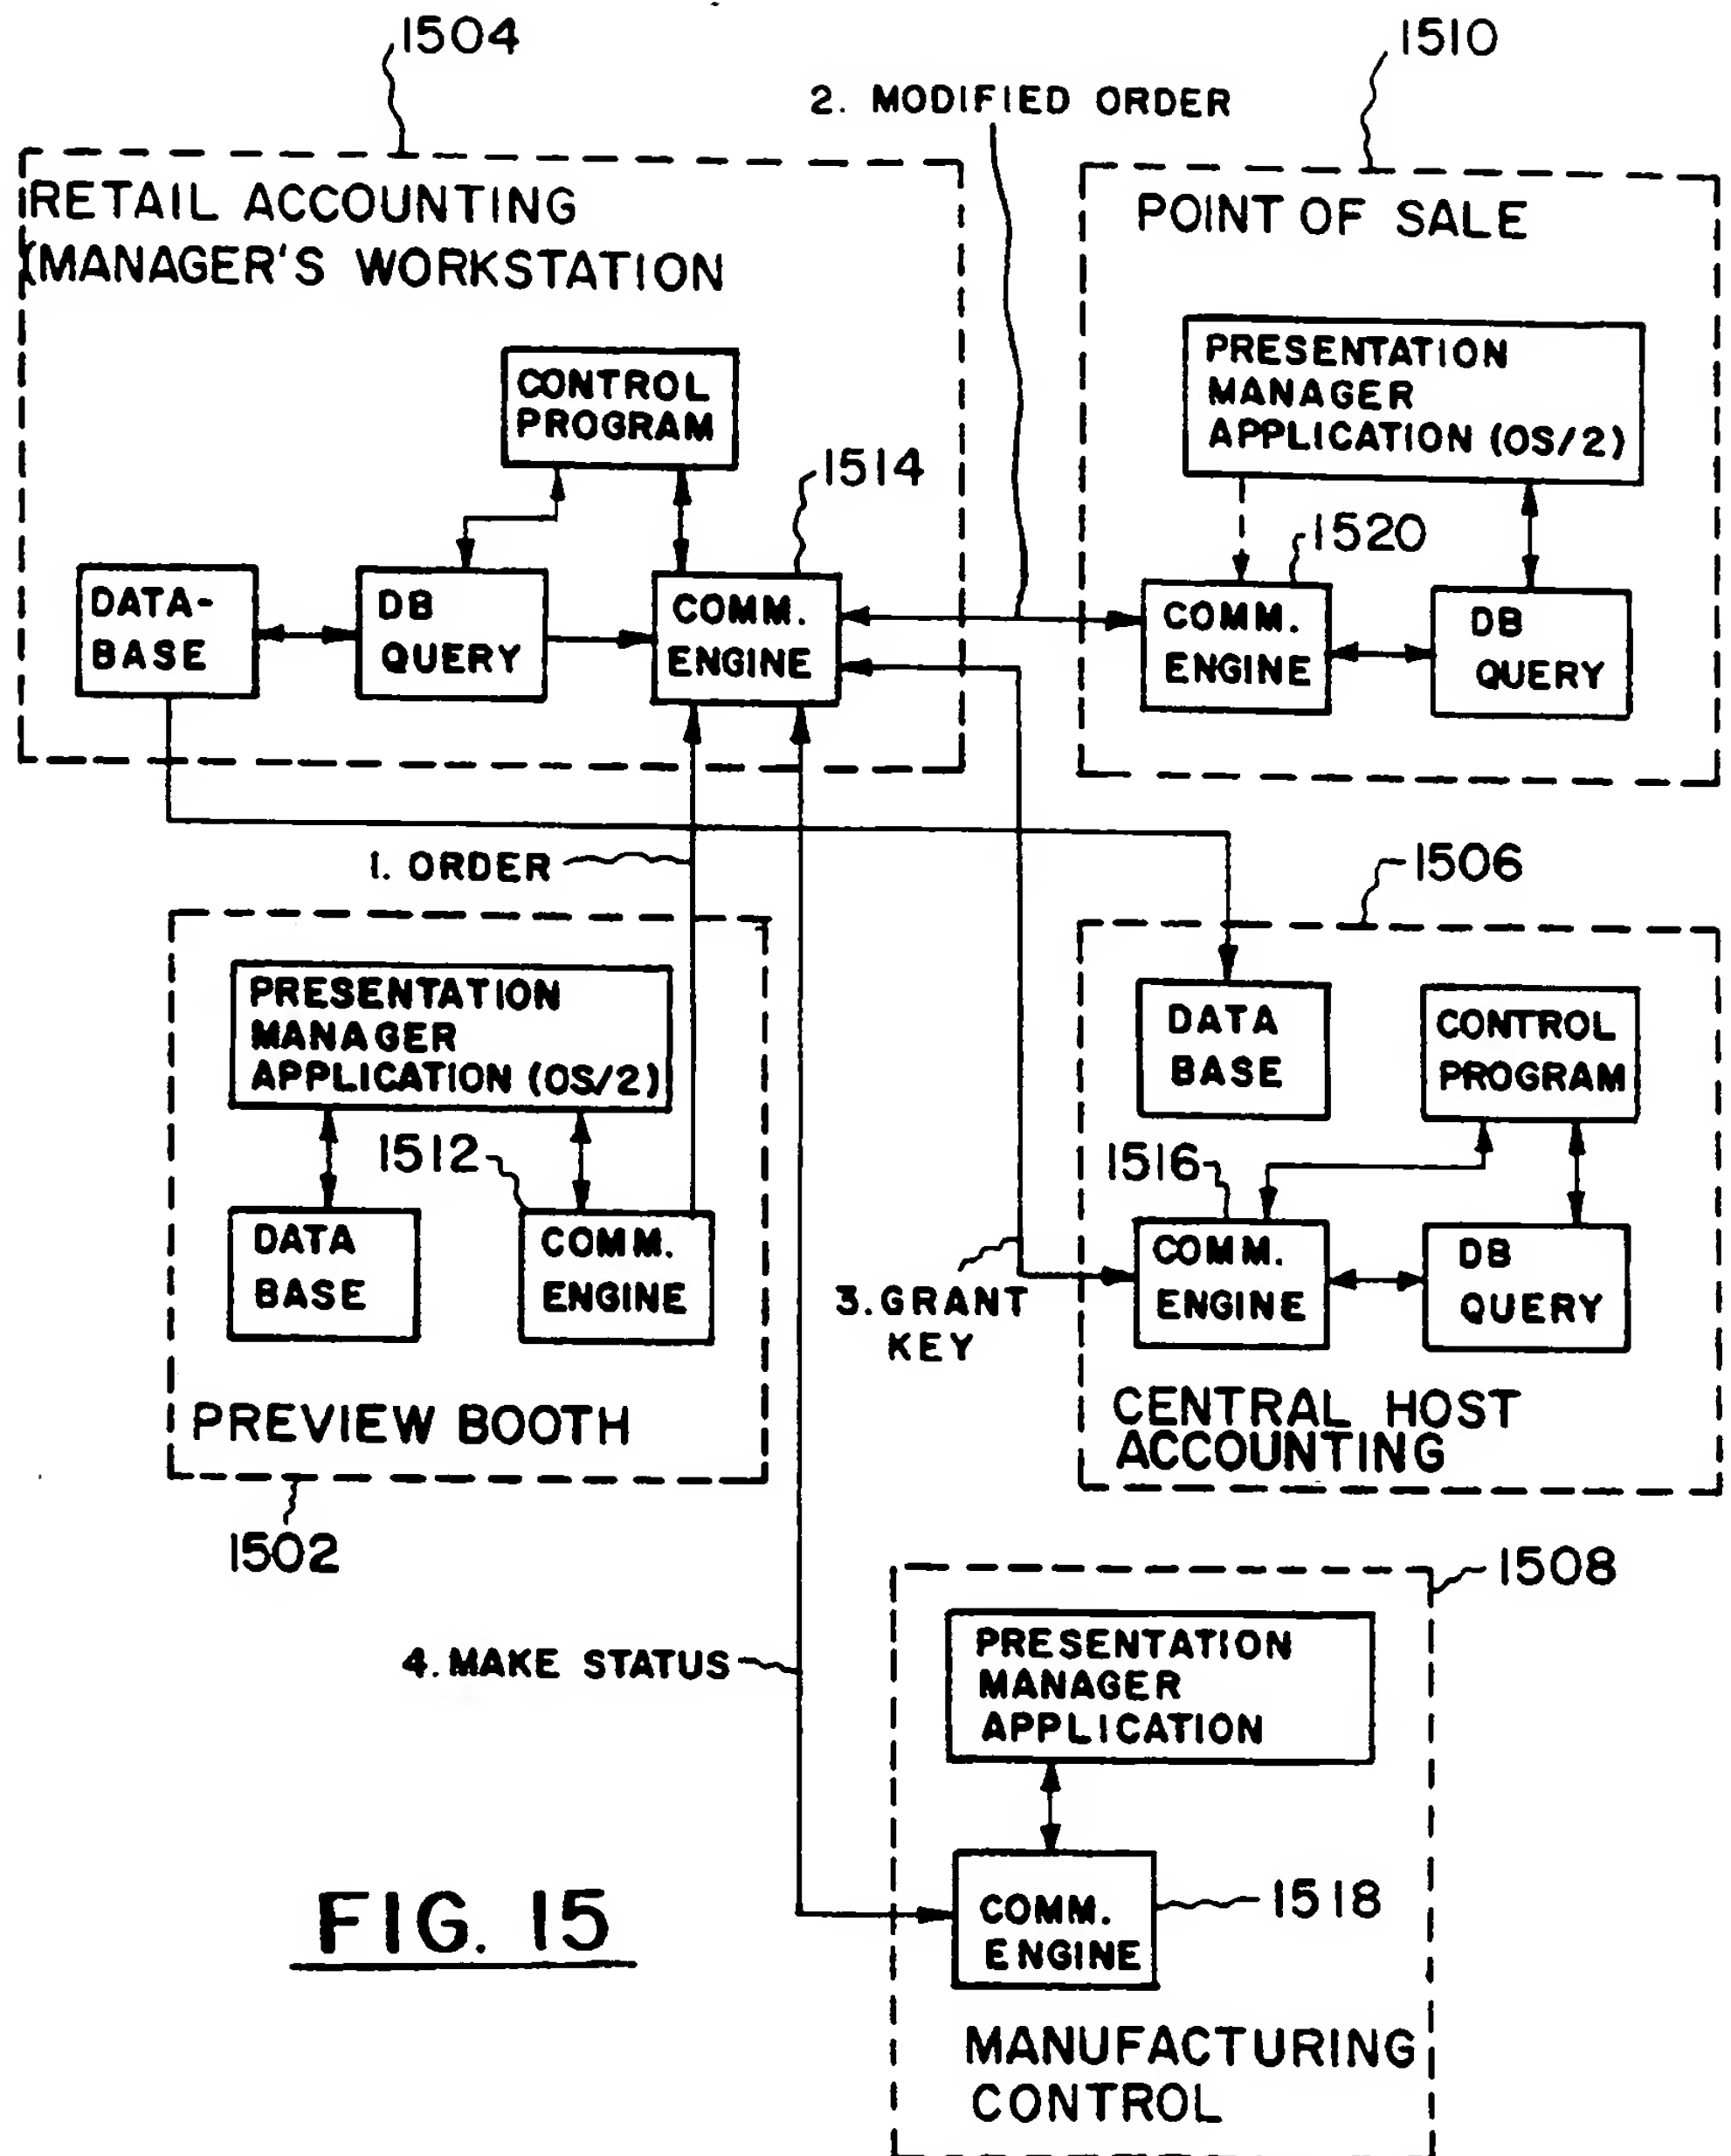 1504
1510
2. MODIFIED ORDER
RETAIL ACCOUNTING
(MANAGER'S WORKSTATION
POINT OF SALE
CONTROL
PROGRAM
1514
DATA-
BASE
DB
QUERY
COMM.
ENGINE
PRESENTATION
MANAGER
APPLICATION (OS/2)
1520
COMM.
ENGINE
DB
QUERY
1. ORDER
1506
PRESENTATION
MANAGER
APPLICATION (OS/2)
1512
DATA
BASE
COMM.
ENGINE
PREVIEW BOOTH
1502
DATA
BASE
CONTROL
PROGRAM
1516
COMM.
ENGINE
DB
QUERY
3. GRANT
KEY
CENTRAL HOST
ACCOUNTING
1508
4. MAKE STATUS
PRESENTATION
MANAGER
APPLICATION
COMM.
ENGINE
1518
MANUFACTURING
CONTROL
FIG. 15